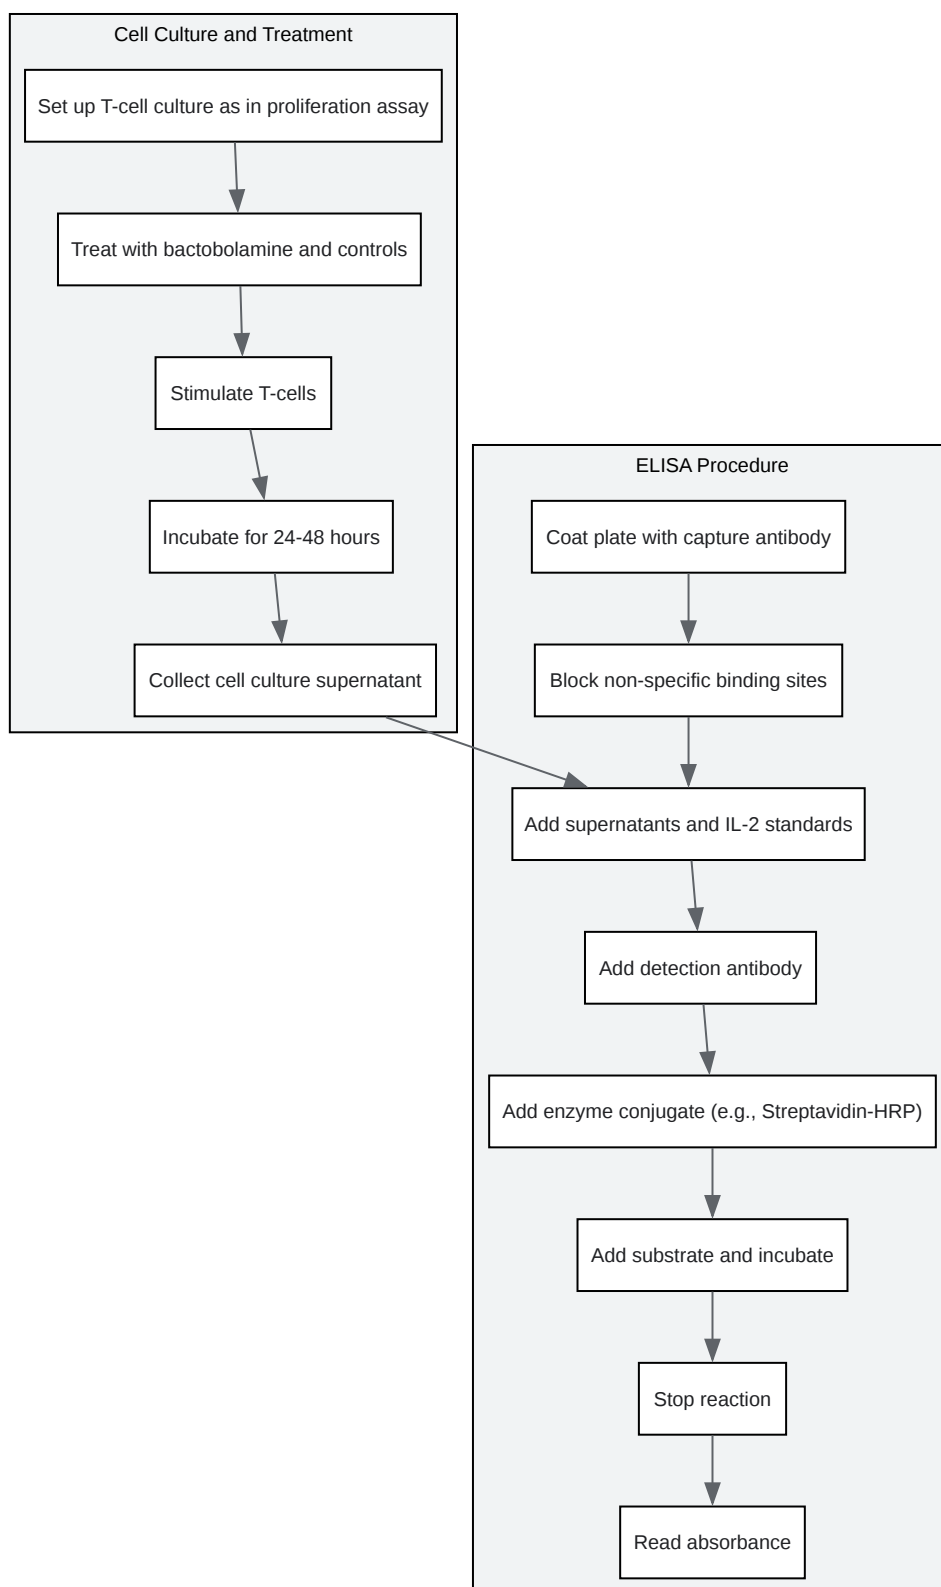 Cell Culture and Treatment
Set up T-cell culture as in proliferation assay
Treat with bactobolamine and controls
Stimulate T-cells
Incubate for 24-48 hours
Collect cell culture supernatant
ELISA Procedure
Coat plate with capture antibody
Block non-specific binding sites
Add supernatants and IL-2 standards
Add detection antibody
Add enzyme conjugate (e.g., Streptavidin-HRP)
Add substrate and incubate
Stop reaction
Read absorbance